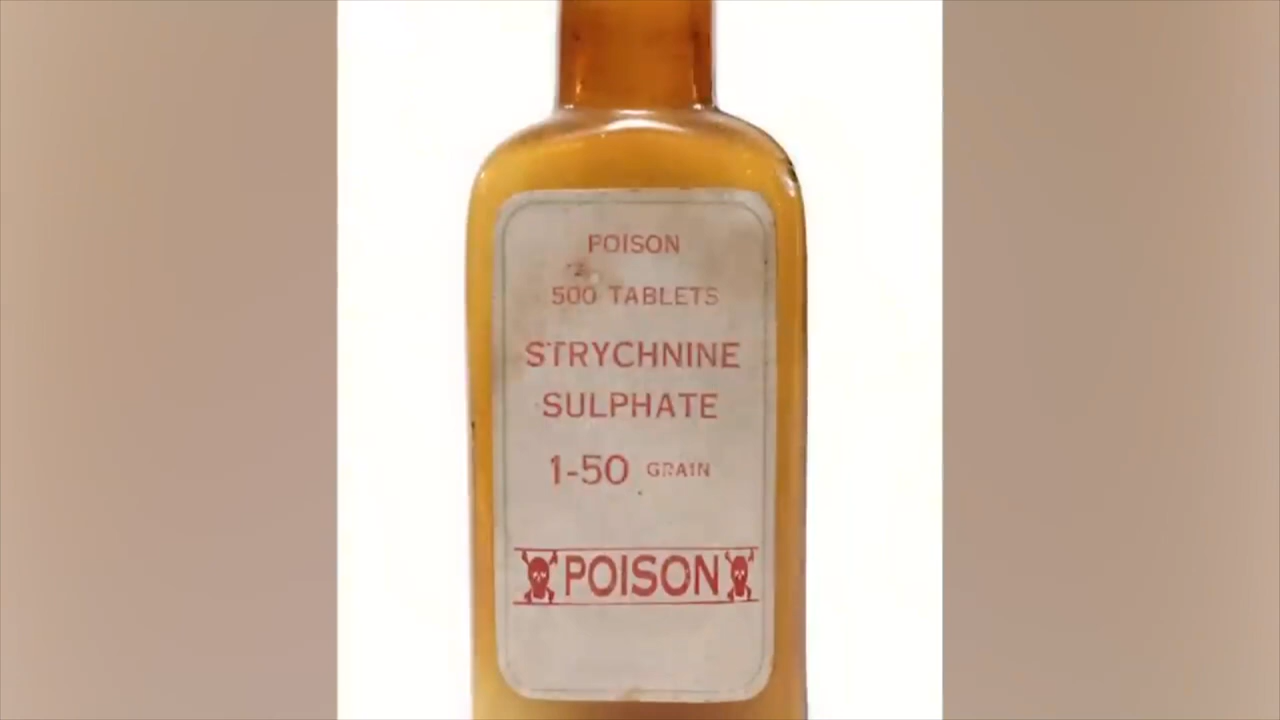 POISON
500 TABLETS
STRYCHNINE
SULPHATE
1-50 GRAIN
POISON